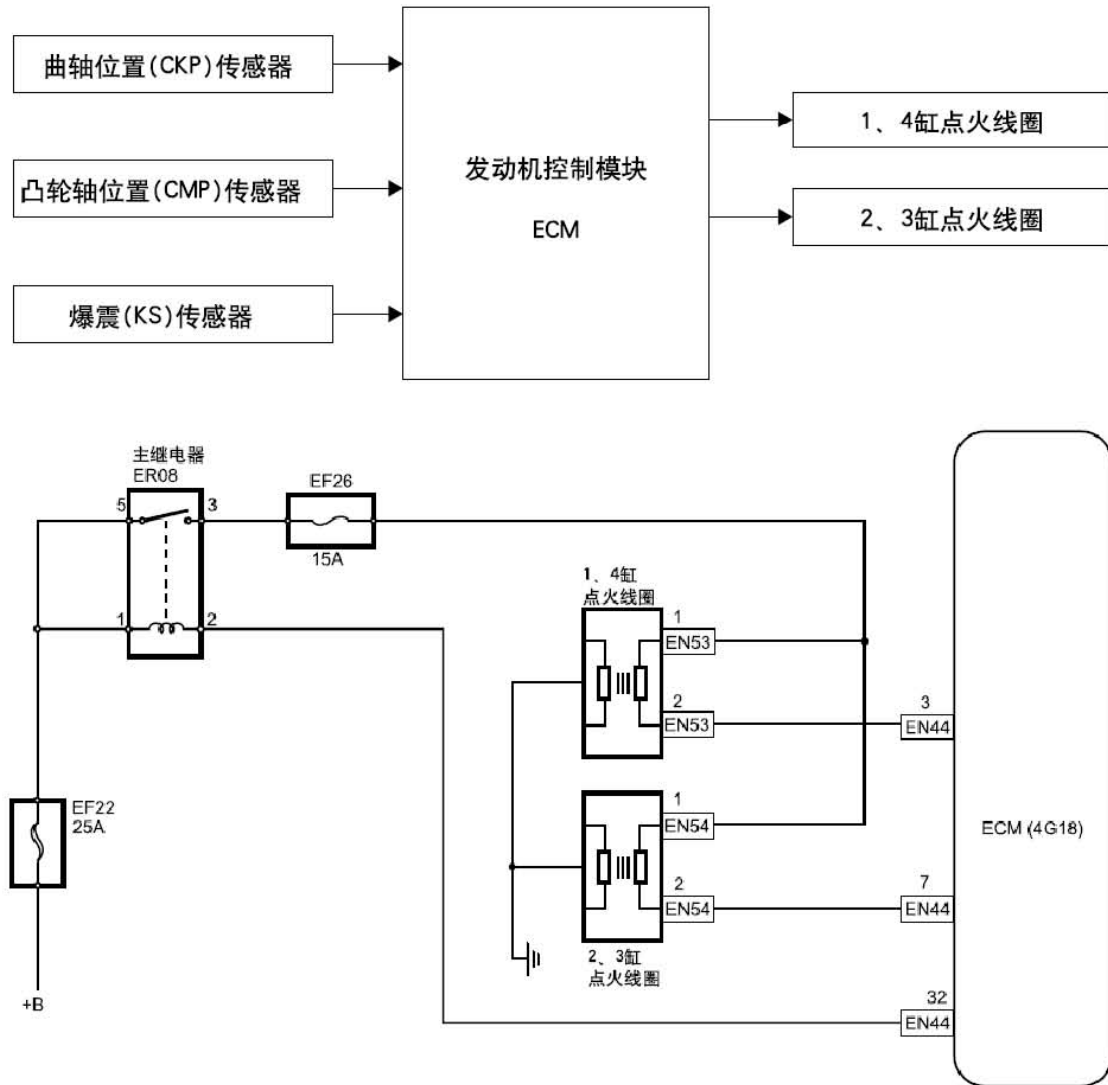 曲轴位置(CKP)传感器
凸轮轴位置(CMP)传感器
爆震(KS)传感器
发动机控制模块
ECM
1、4缸点火线圈
2、3缸点火线圈
主继电器
ER08
5
3
1
2
EF26
15A
EF22
25A
+B
1、4缸
点火线圈
1
EN53
2
EN53
1
EN54
2
EN54
2、3缸
点火线圈
3
EN44
7
EN44
32
EN44
ECM (4G18)